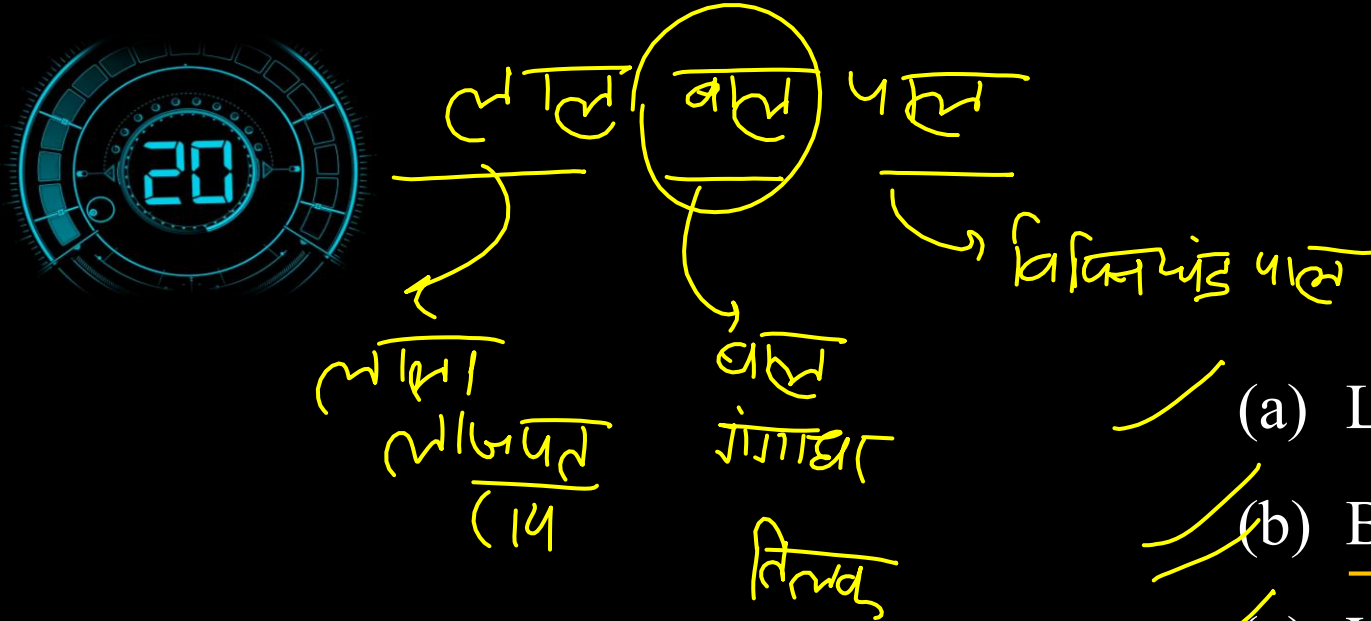 20
लाल बाल पाल
विपिनचंद्र पाल
लाला
लाजपत
राय
बाल
गंगाधर
तिलक
(a) L
(b) B